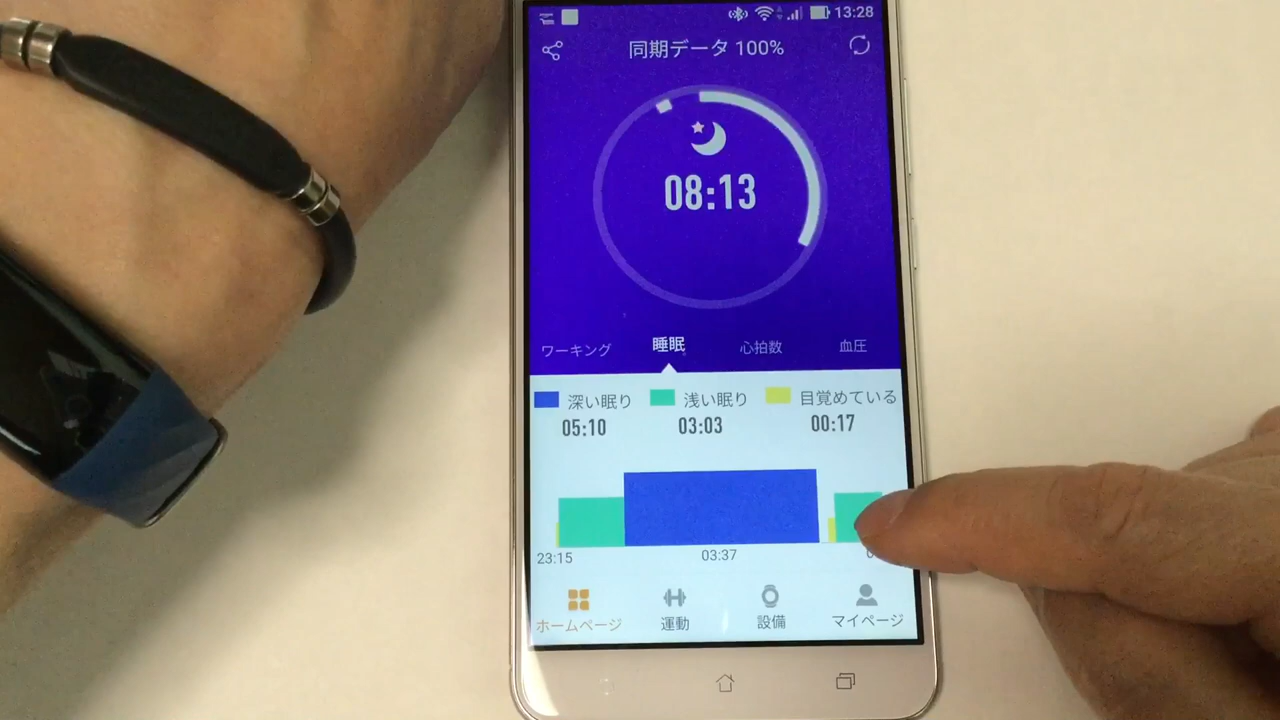 13:28
同期データ 100%
08:13
ワーキング 睡眠 心拍数 血圧
深い眠り 浅い眠り 目覚めている
05:10 03:03 00:17
23:15 03:37
ホームページ 運動 設備 マイページ